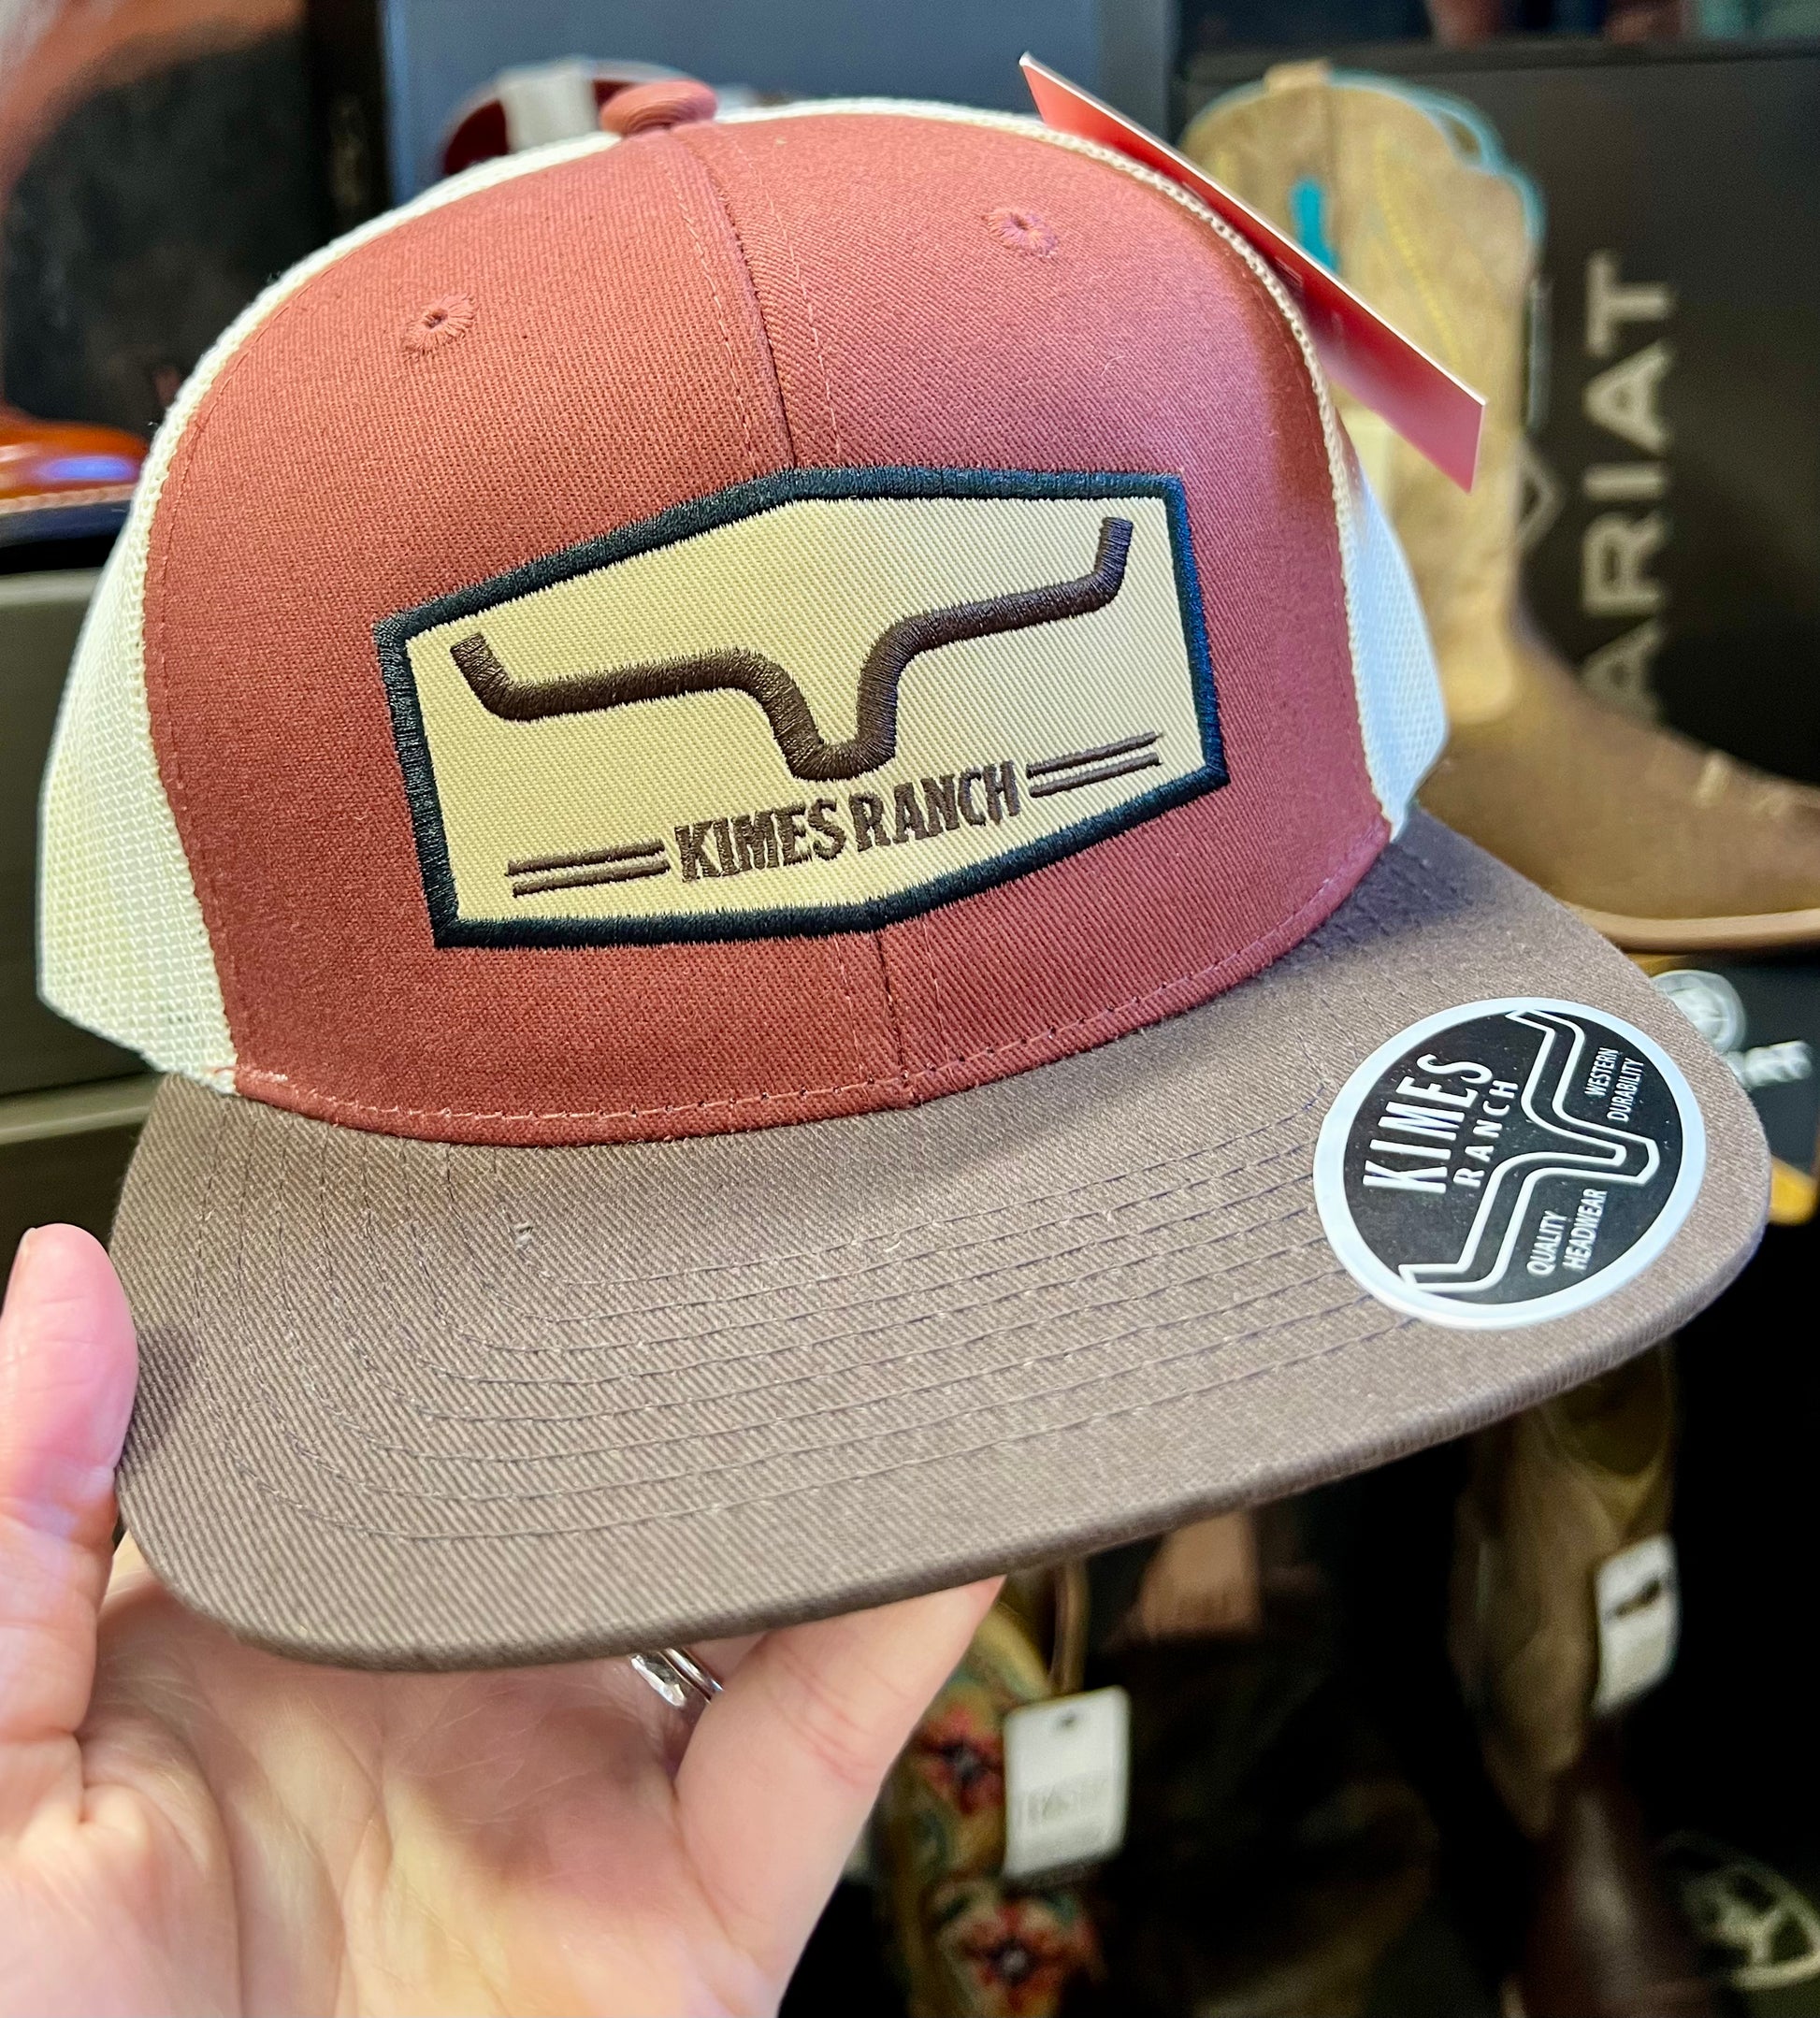 KIMES RANCH
KIMES
RANCH
WESTERN
DURABILITY
QUALITY
HEADWEAR
ARIAT